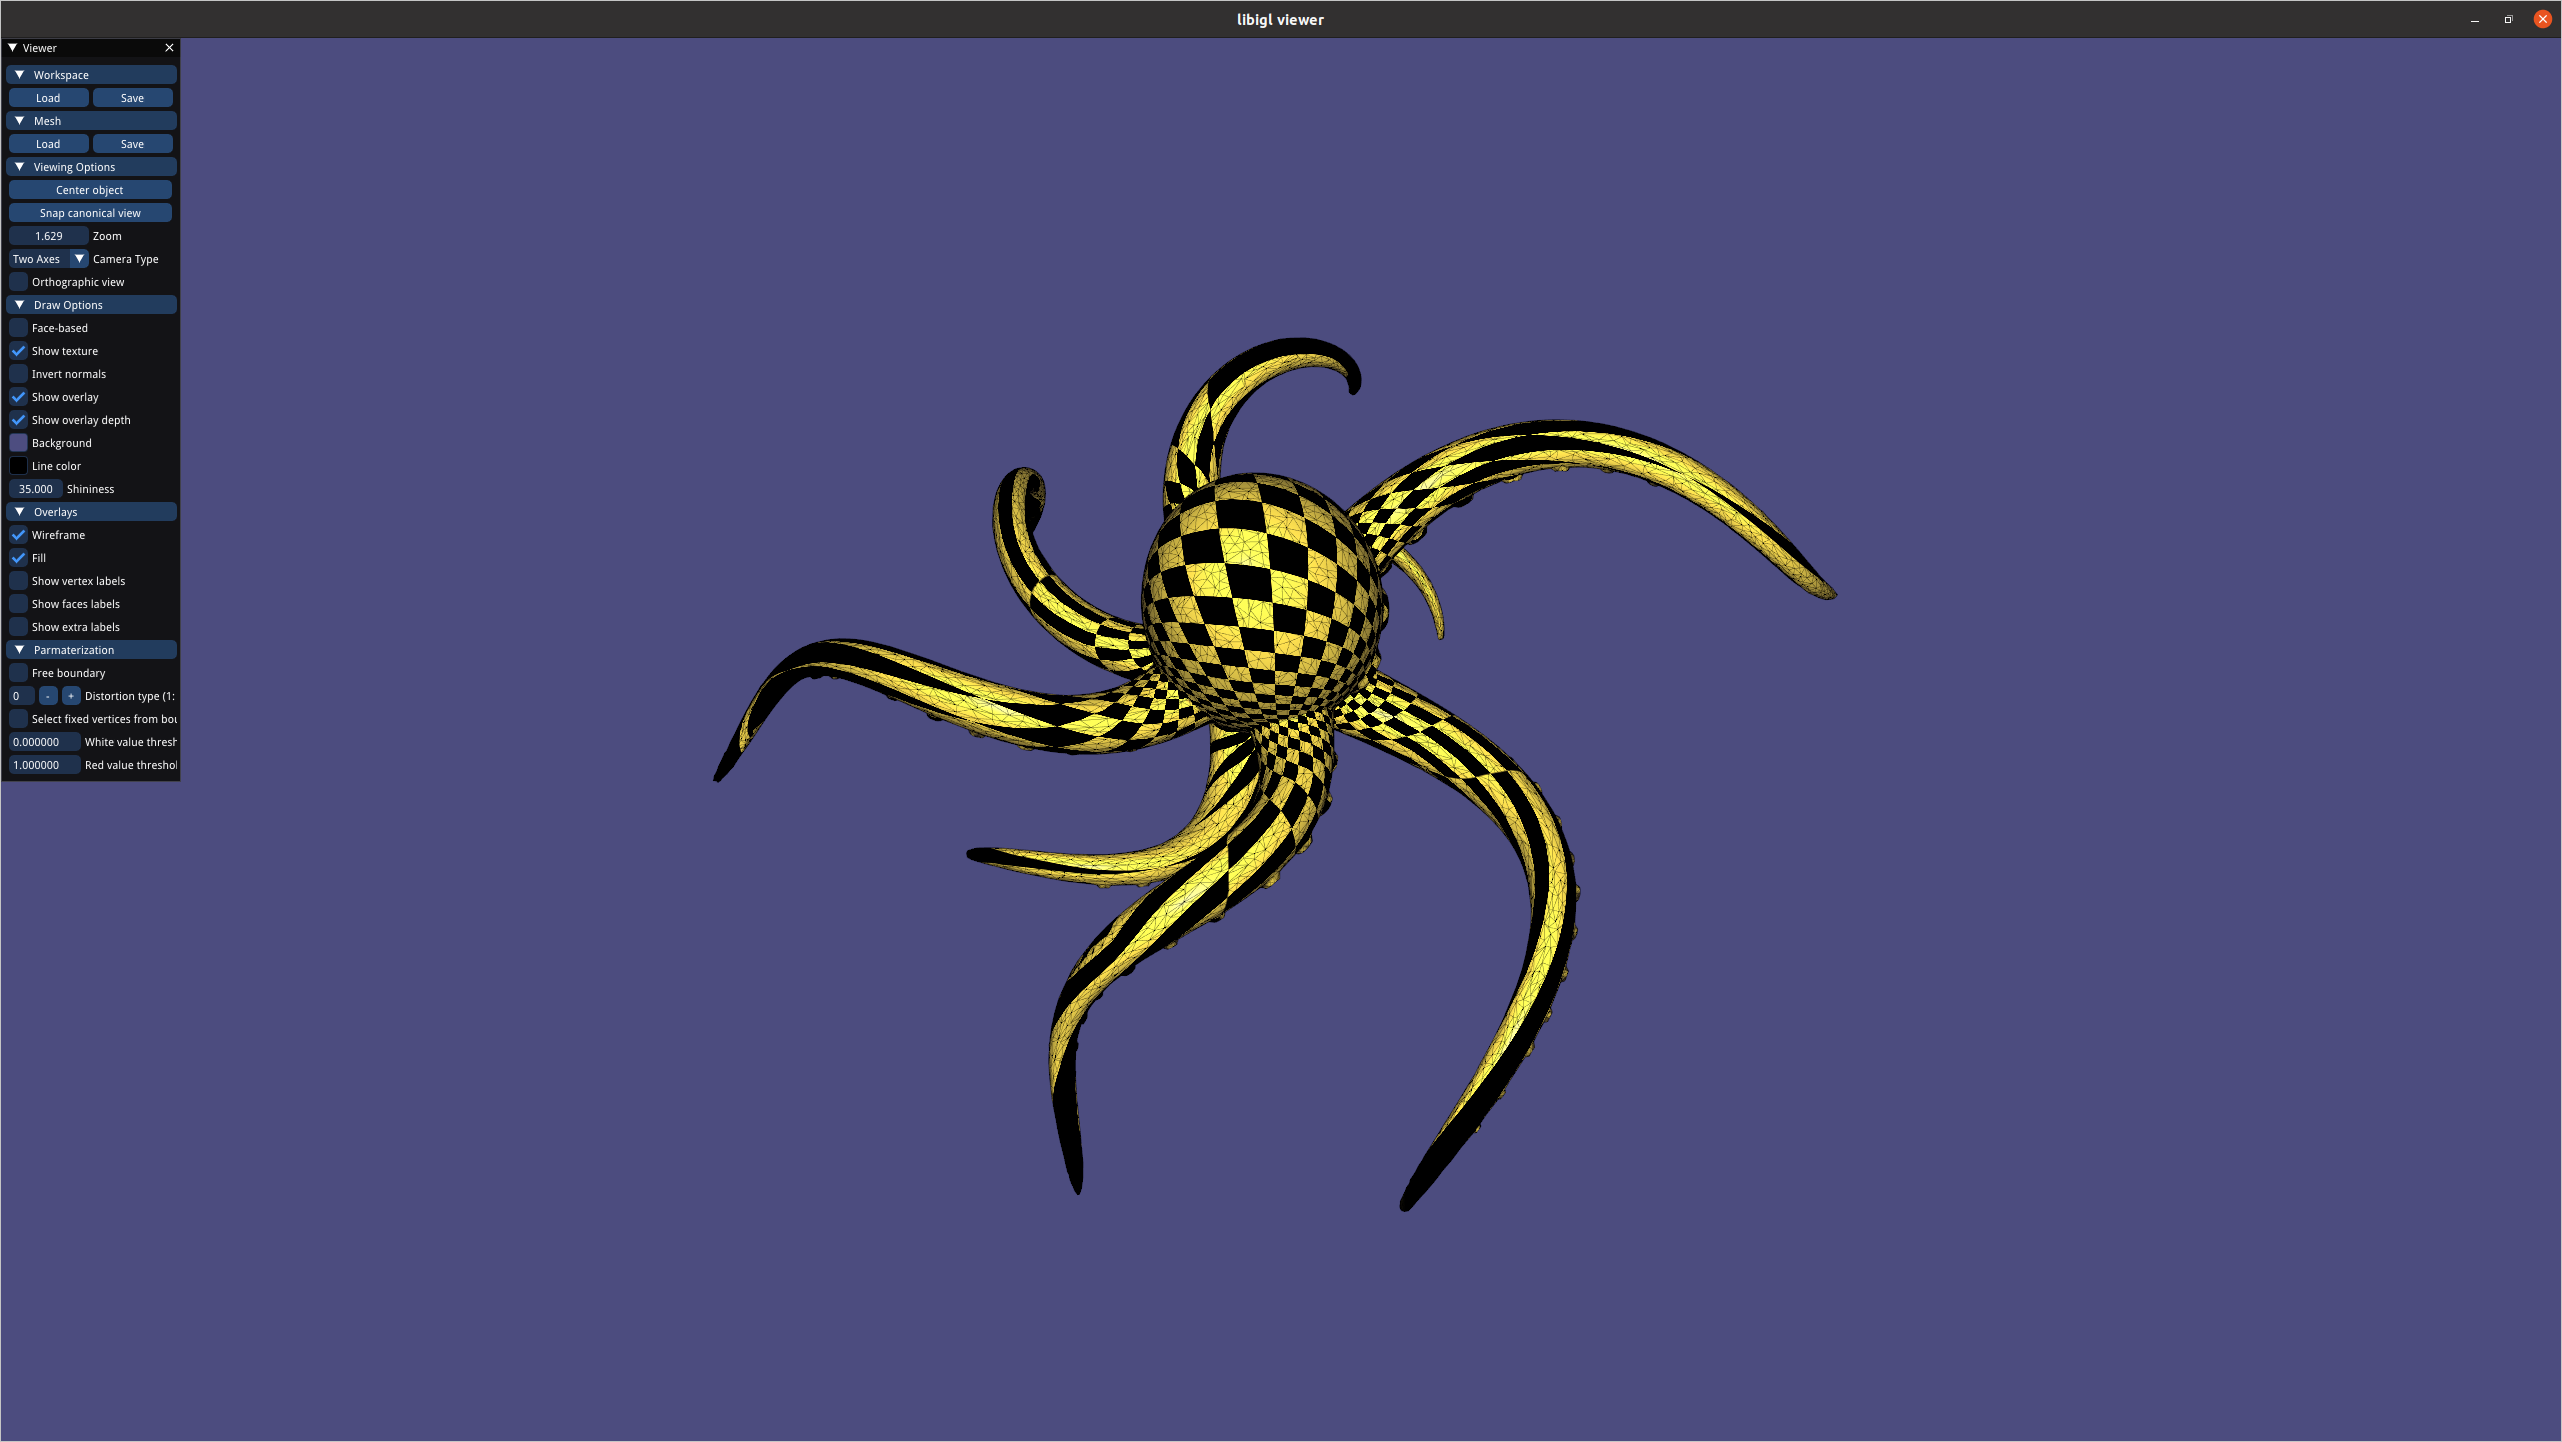 libigl viewer
Viewer
Workspace
Load Save
Mesh
Load Save
Viewing Options
Center object
Snap canonical view
1.629 Zoom
Two Axes Camera Type
Orthographic view
Draw Options
Face-based
Show texture
Invert normals
Show overlay
Show overlay depth
Background
Line color
35.000 Shininess
Overlays
Wireframe
Fill
Show vertex labels
Show faces labels
Show extra labels
Parmaterization
Free boundary
0 - + Distortion type (1:
Select fixed vertices from bou
0.000000 White value thresh
1.000000 Red value threshol